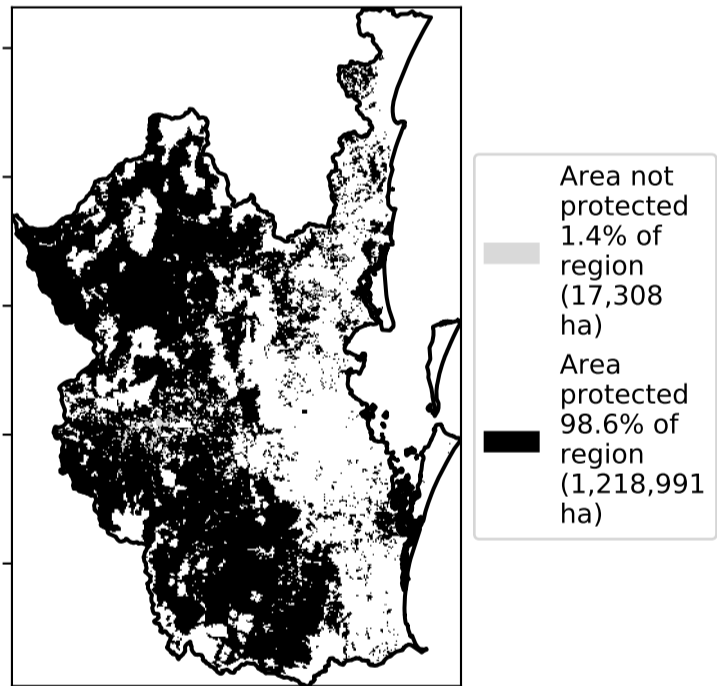 Area not
protected
1.4% of
region
(17,308
ha)
Area
protected
98.6% of
region
(1,218,991
ha)